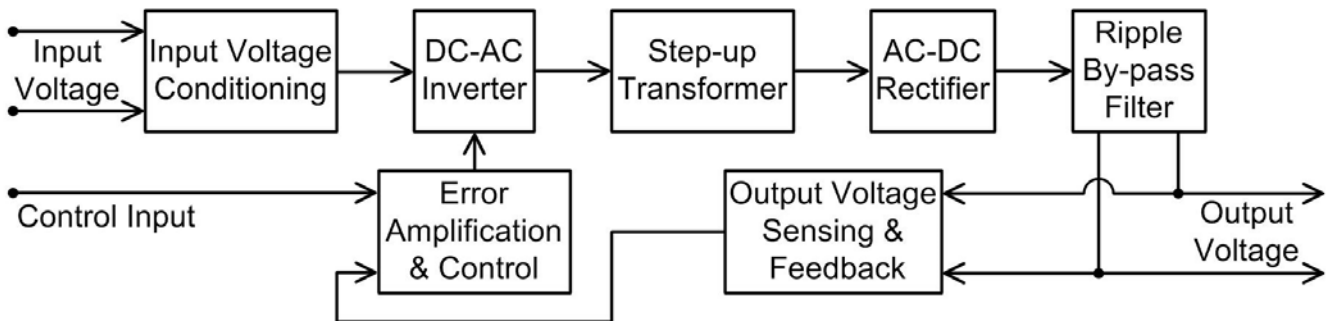 Input
Voltage
Input Voltage
Conditioning
DC-AC
Inverter
Step-up
Transformer
AC-DC
Rectifier
Ripple
By-pass
Filter
Control Input
Error
Amplification
& Control
Output Voltage
Sensing &
Feedback
Output
Voltage